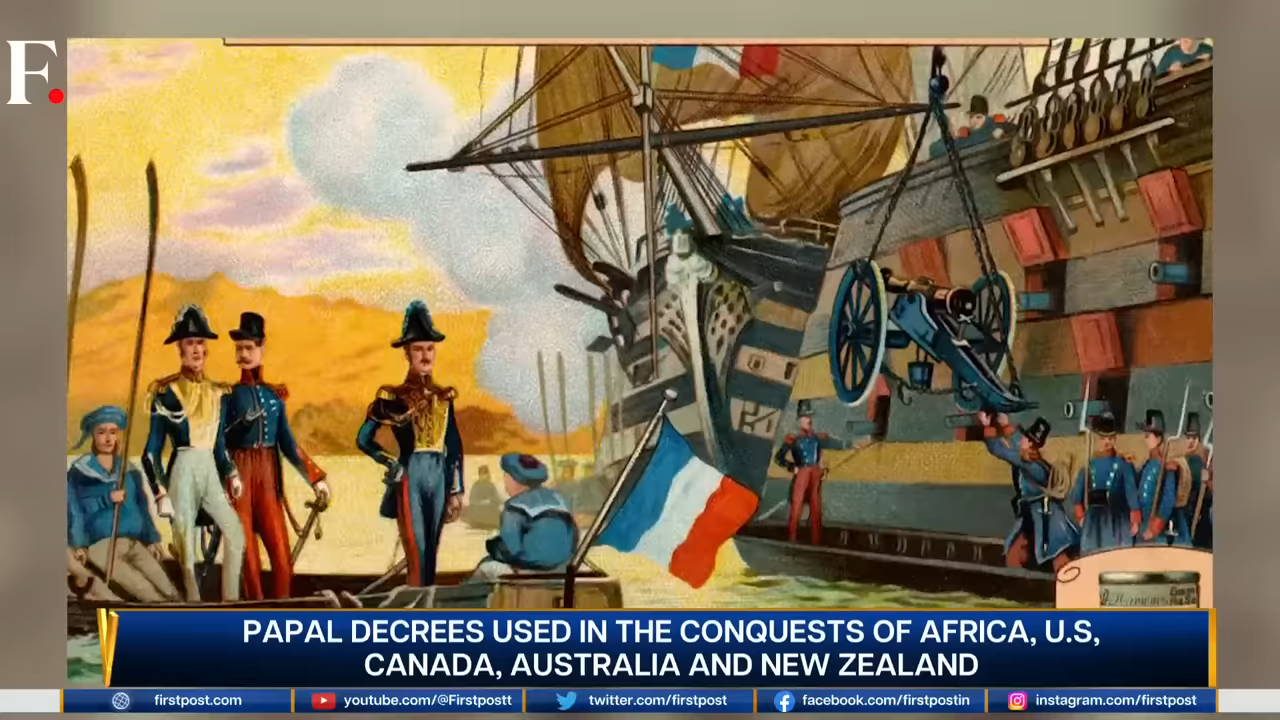 F.
PAPAL DECREES USED IN THE CONQUESTS OF AFRICA, U.S,
CANADA, AUSTRALIA AND NEW ZEALAND
firstpost.com
youtube.com/@Firstpostt
twitter.com/firstpost
facebook.com/firstpostin
instagram.com/firstpost